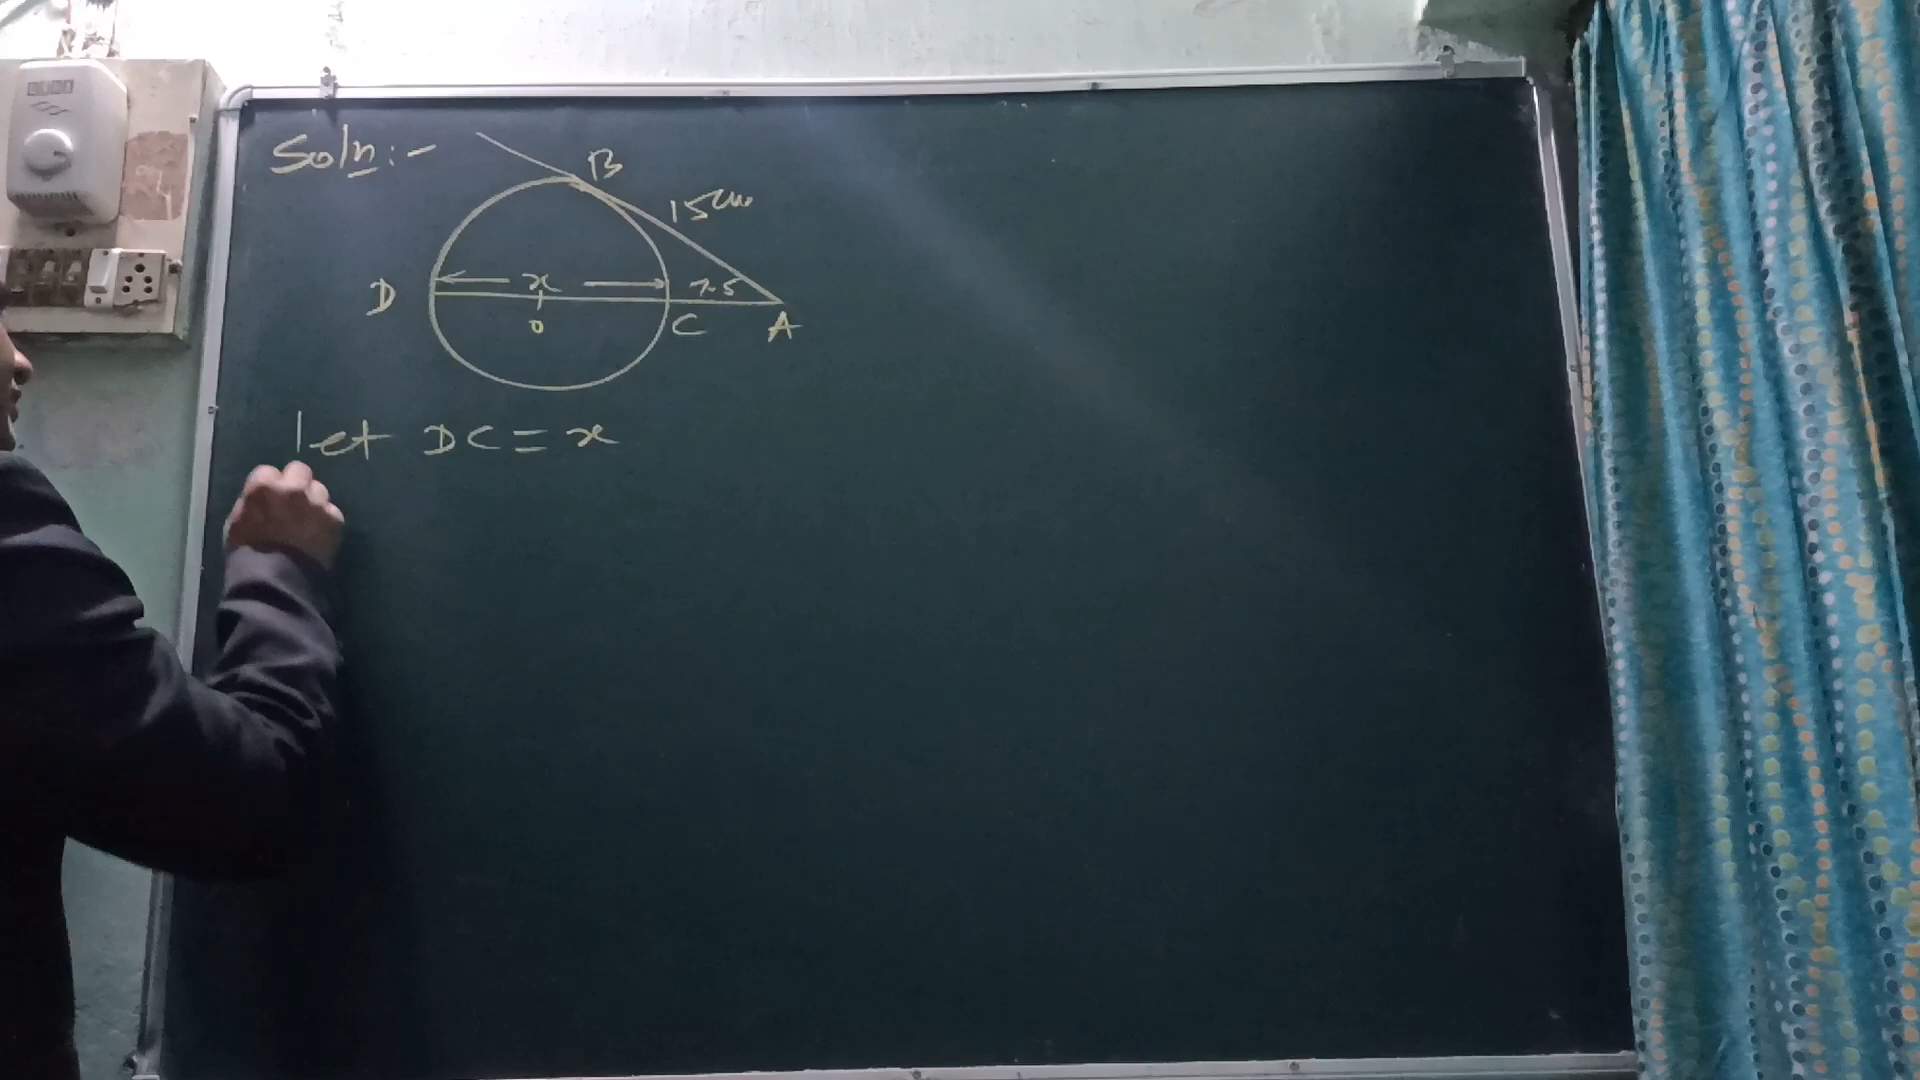 Soln:-
B
15cm
D x 7.5
O C A
let DC = x